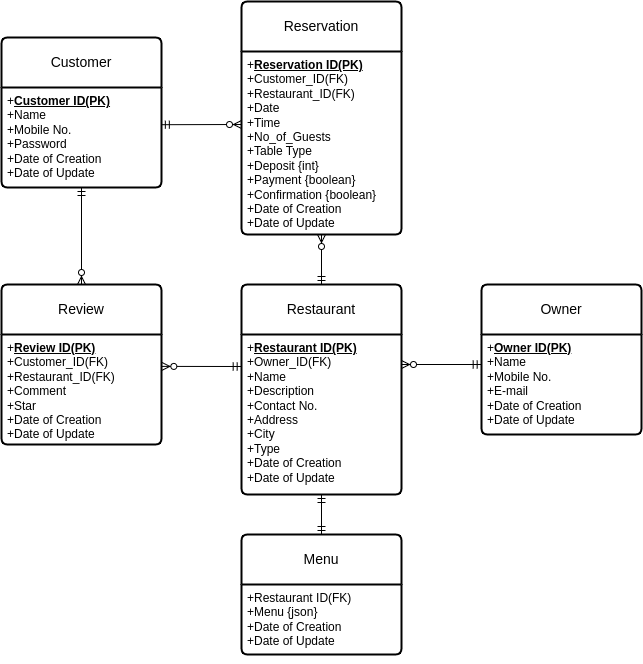 Customer
+Customer ID(PK)
+Name
+Mobile No.
+Password
+Date of Creation
+Date of Update
Reservation
+Reservation ID(PK)
+Customer_ID(FK)
+Restaurant_ID(FK)
+Date
+Time
+No_of_Guests
+Table Type
+Deposit {int}
+Payment {boolean}
+Confirmation {boolean}
+Date of Creation
+Date of Update
Review
+Review ID(PK)
+Customer_ID(FK)
+Restaurant_ID(FK)
+Comment
+Star
+Date of Creation
+Date of Update
Restaurant
+Restaurant ID(PK)
+Owner_ID(FK)
+Name
+Description
+Contact No.
+Address
+City
+Type
+Date of Creation
+Date of Update
Owner
+Owner ID(PK)
+Name
+Mobile No.
+E-mail
+Date of Creation
+Date of Update
Menu
+Restaurant ID(FK)
+Menu {json}
+Date of Creation
+Date of Update